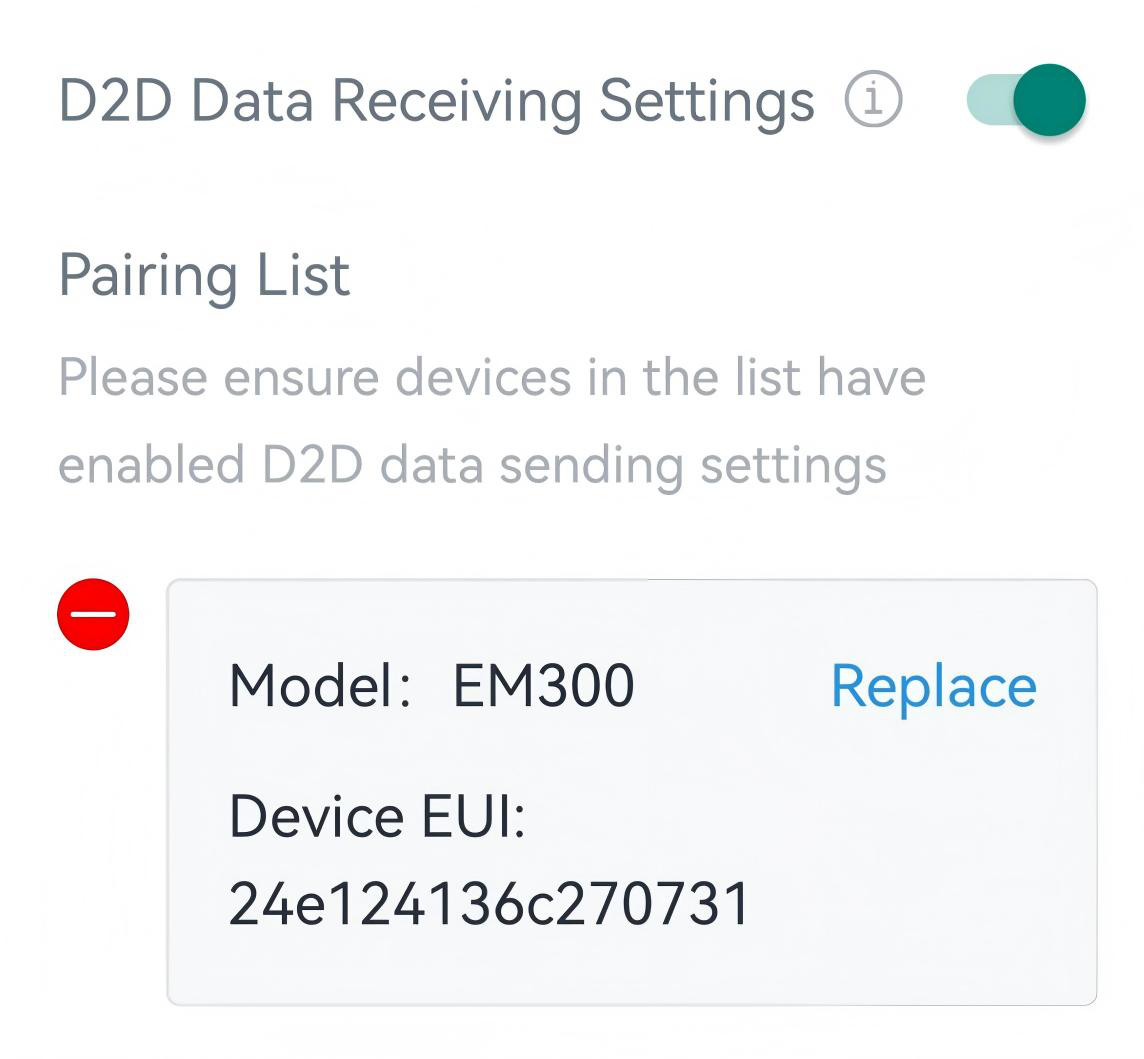 D2D Data Receiving Settings
Pairing List
Please ensure devices in the list have
enabled D2D data sending settings
Model: EM300 Replace
Device EUI:
24e124136c270731